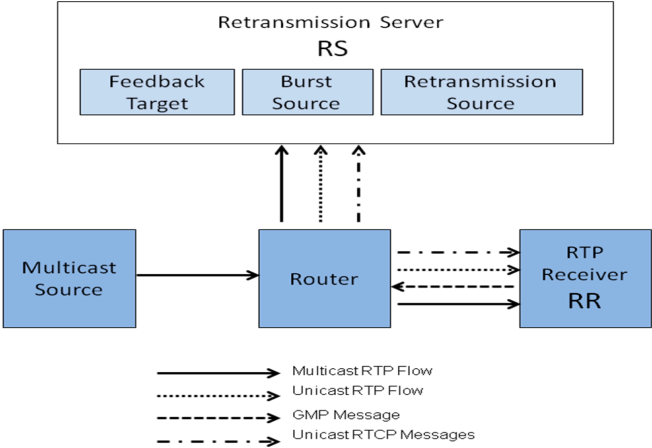 Retransmission Server
RS
Feedback
Target
Burst
Source
Retransmission
Source
Multicast
Source
Router
RTP
Receiver
RR
Multicast RTP Flow
Unicast RTP Flow
GMP Message
Unicast RTCP Messages